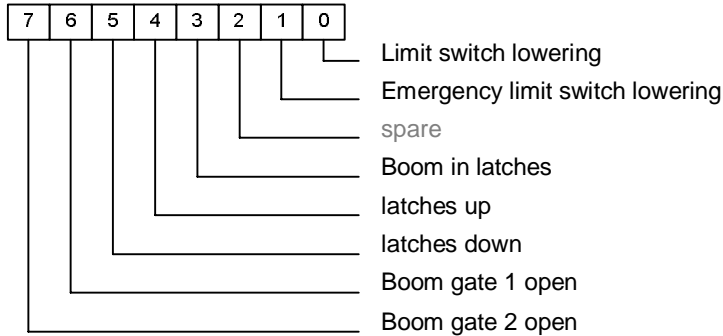 7 6 5 4 3 2 1 0
Limit switch lowering
Emergency limit switch lowering
spare
Boom in latches
latches up
latches down
Boom gate 1 open
Boom gate 2 open